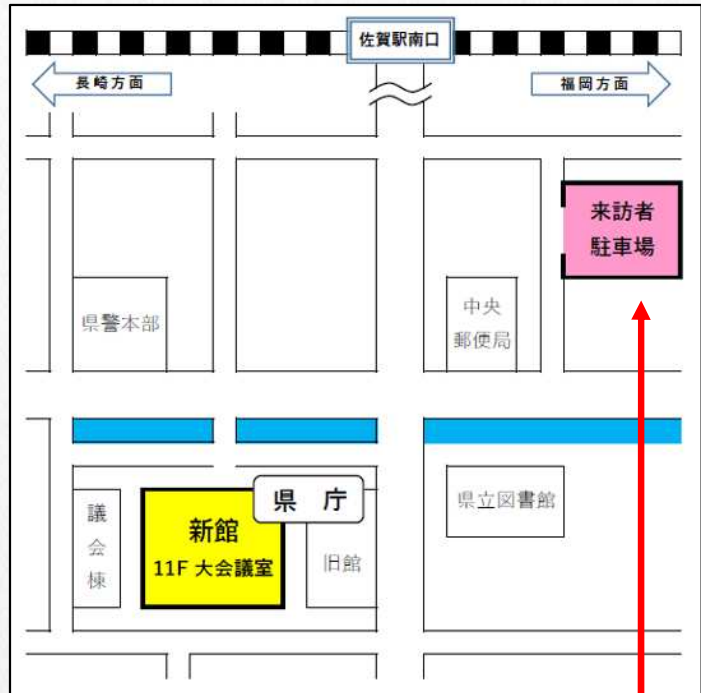 佐賀駅南口
長崎方面
福岡方面
来訪者
駐車場
県警本部
中央
郵便局
県庁
議会棟
新館
11F 大会議室
旧館
県立図書館